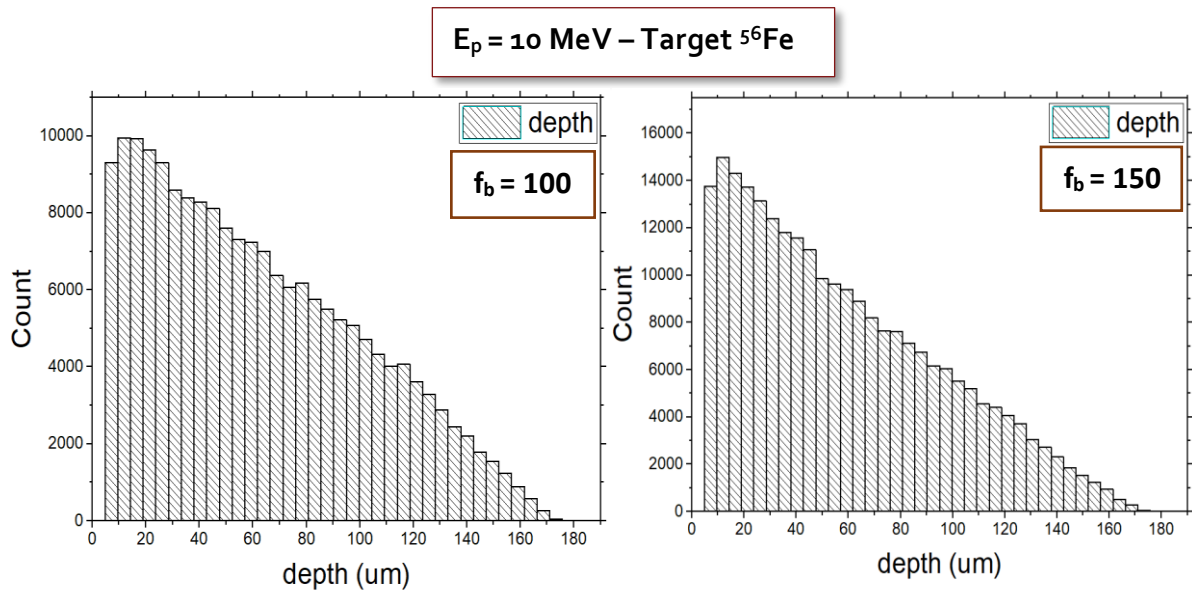 Eₚ = 10 MeV – Target ⁵⁶Fe
depth
f_b = 100
10000
8000
6000
4000
2000
0
Count
0 20 40 60 80 100 120 140 160 180
depth (um)
depth
f_b = 150
16000
14000
12000
10000
8000
6000
4000
2000
0
Count
0 20 40 60 80 100 120 140 160 180
depth (um)